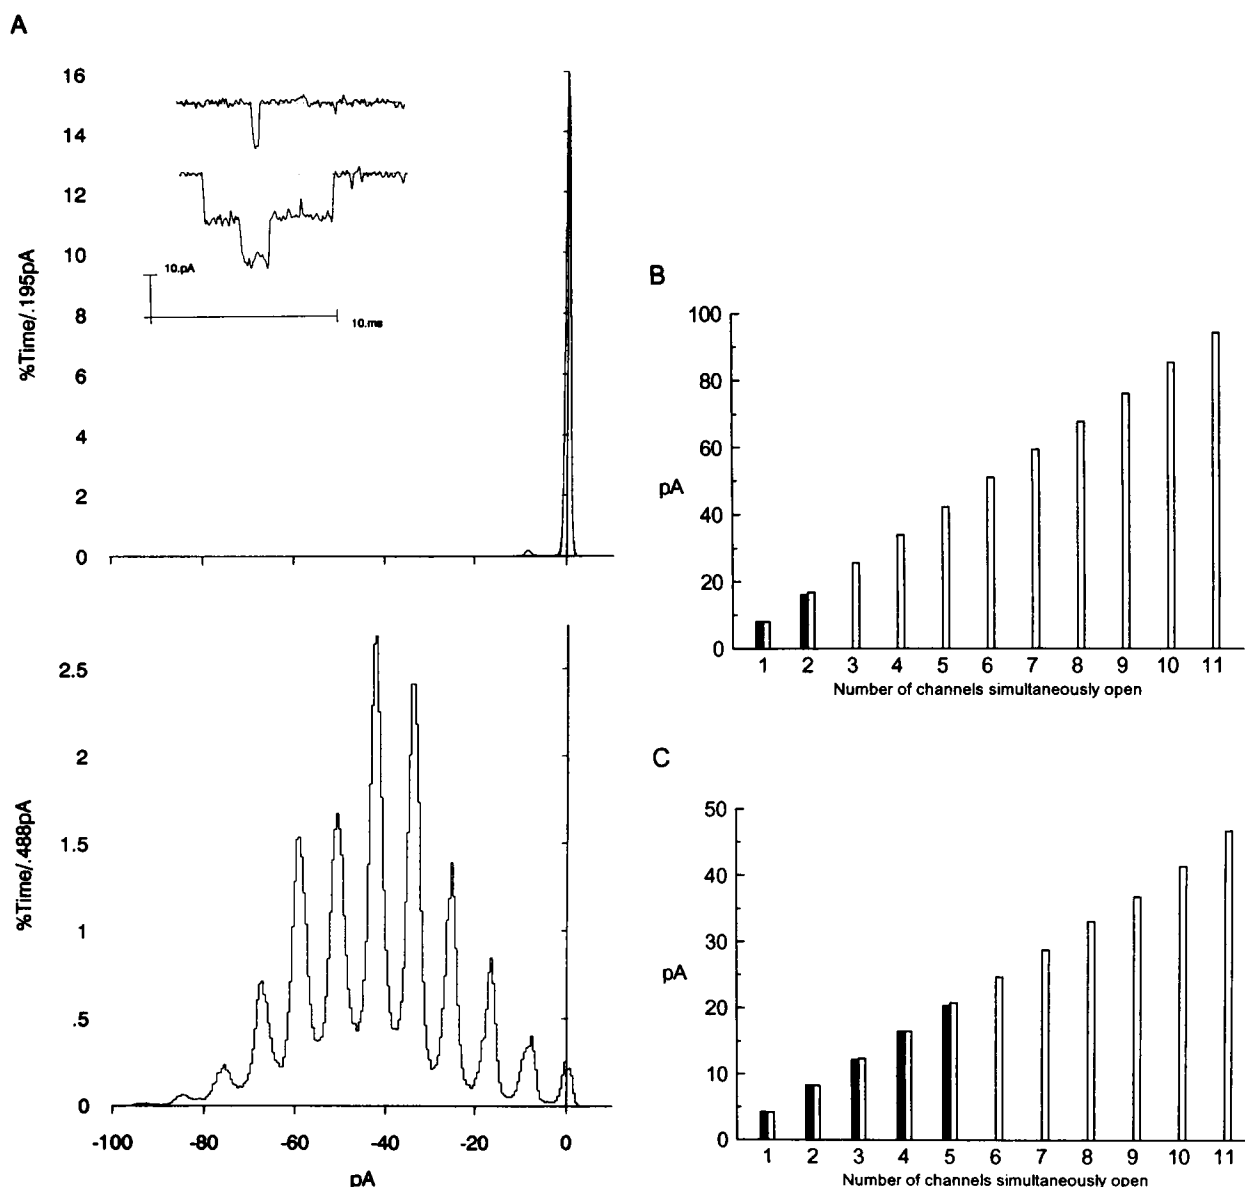 A
16
14
12
10
8
6
4
2
0
%Time/.195pA
10.pA
10.ms
2.5
2
1.5
1
.5
0
%Time/.488pA
-100
-80
-60
-40
-20
0
pA
B
100
80
60
40
20
0
pA
1 2 3 4 5 6 7 8 9 10 11
Number of channels simultaneously open
C
50
40
30
20
10
0
pA
1 2 3 4 5 6 7 8 9 10 11
Number of channels simultaneously open